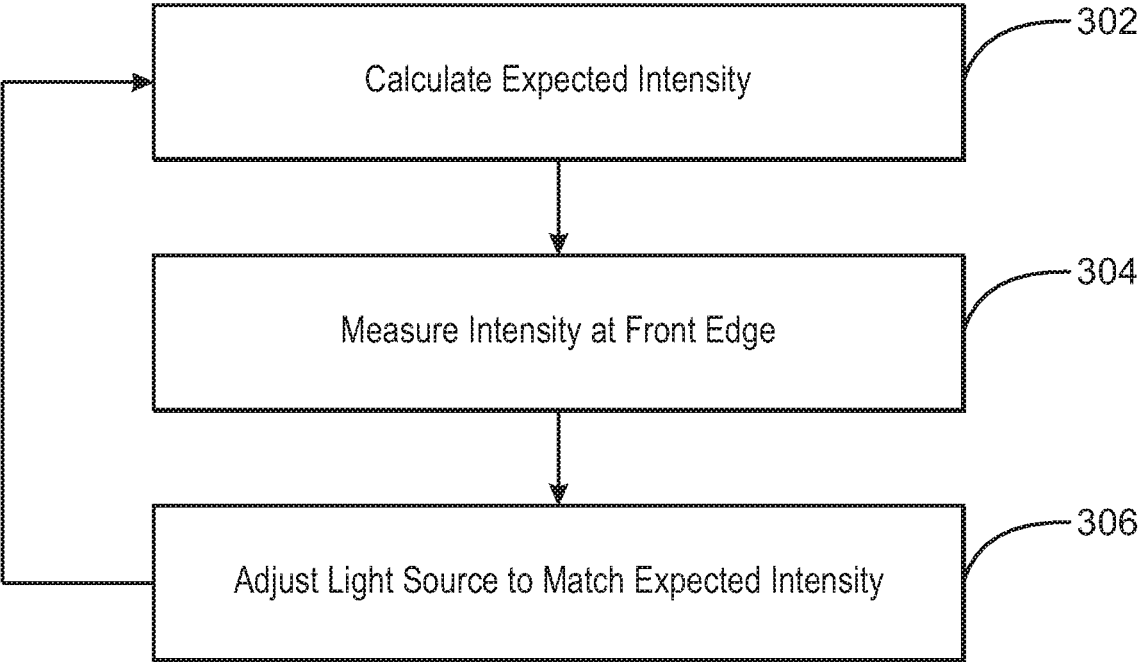 302
Calculate Expected Intensity
304
Measure Intensity at Front Edge
306
Adjust Light Source to Match Expected Intensity